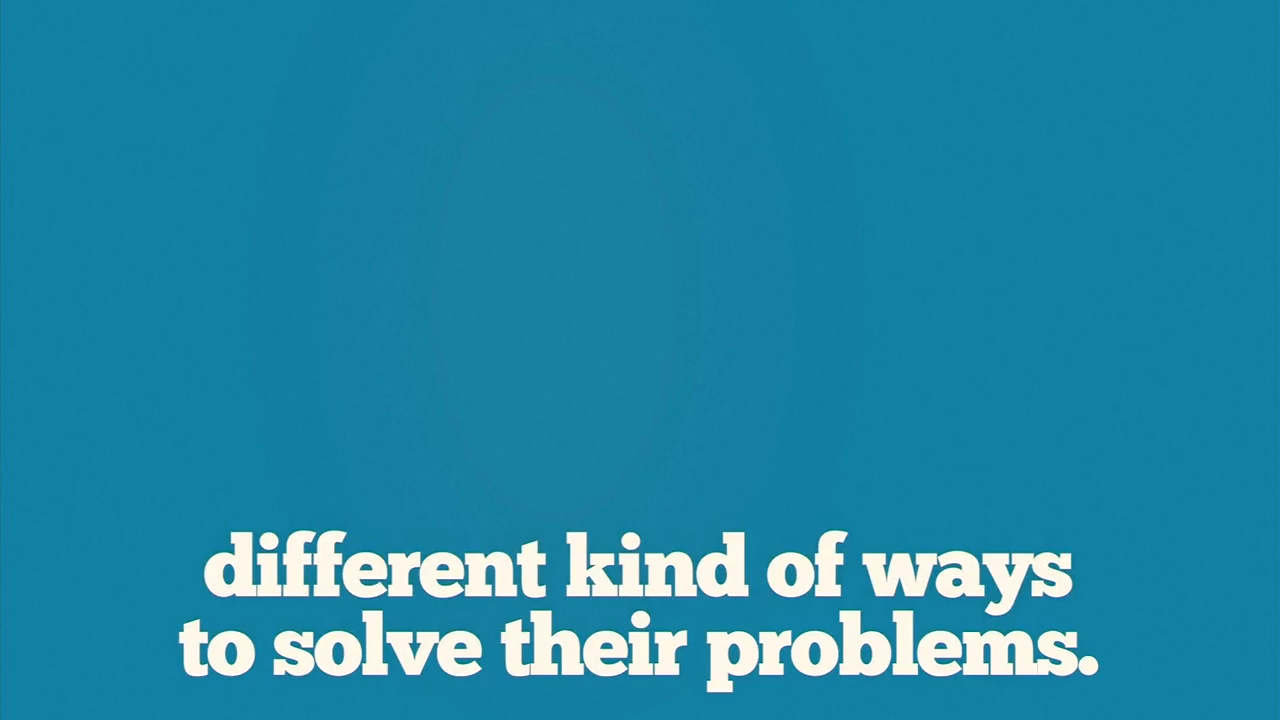 different kind of ways
to solve their problems.